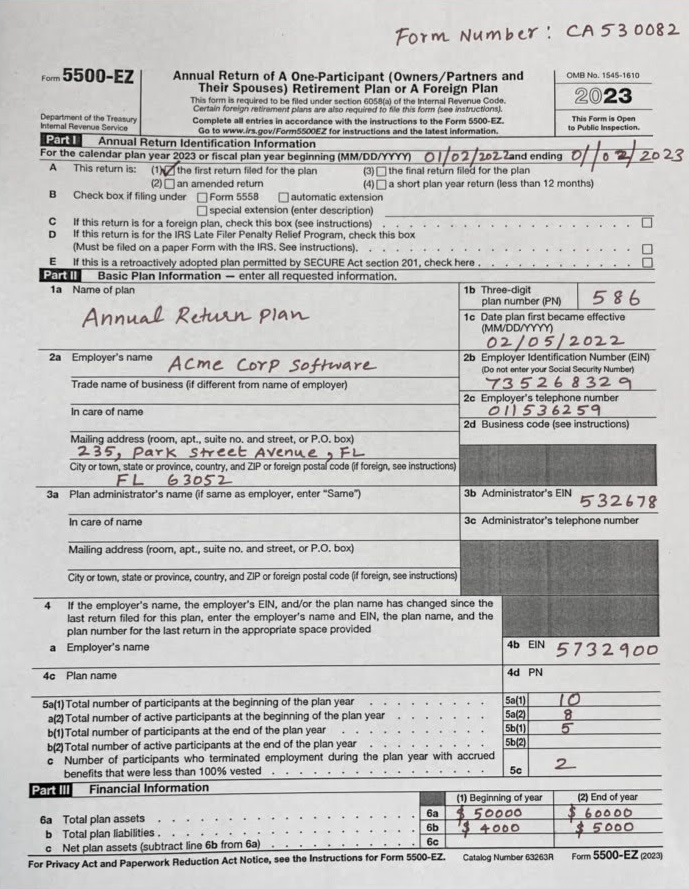 Form Number: CA530082
Form 5500-EZ
Department of the Treasury
Internal Revenue Service
Annual Return of A One-Participant (Owners/Partners and
Their Spouses) Retirement Plan or A Foreign Plan
This form is required to be filed under section 6058(a) of the Internal Revenue Code.
Certain foreign retirement plans are also required to file this form (see instructions).
Complete all entries in accordance with the instructions to the Form 5500-EZ.
Go to www.irs.gov/Form5500EZ for instructions and the latest information.
OMB No. 1545-1610
2023
This Form is Open
to Public Inspection.
Part I Annual Return Identification Information
For the calendar plan year 2023 or fiscal plan year beginning (MM/DD/YYYY) 01/02/2022 and ending 01/02/2023
A This return is: (1) the first return filed for the plan (3) the final return filed for the plan
(2) an amended return (4) a short plan year return (less than 12 months)
B Check box if filing under Form 5558 automatic extension
special extension (enter description)
C If this return is for a foreign plan, check this box (see instructions)
D If this return is for the IRS Late Filer Penalty Relief Program, check this box
(Must be filed on a paper Form with the IRS. See instructions).
E If this is a retroactively adopted plan permitted by SECURE Act section 201, check here
Part II Basic Plan Information — enter all requested information.
1a Name of plan
Annual Return Plan
1b Three-digit
plan number (PN) 586
1c Date plan first became effective
(MM/DD/YYYY)
02/05/2022
2a Employer's name Acme Corp Software
2b Employer Identification Number (EIN)
(Do not enter your Social Security Number)
735268329
Trade name of business (if different from name of employer)
2c Employer's telephone number
011536259
In care of name
2d Business code (see instructions)
Mailing address (room, apt., suite no. and street, or P.O. box)
235, Park Street Avenue, FL
City or town, state or province, country, and ZIP or foreign postal code (if foreign, see instructions)
FL 63052
3a Plan administrator's name (if same as employer, enter "Same")
3b Administrator's EIN 532678
In care of name
3c Administrator's telephone number
Mailing address (room, apt., suite no. and street, or P.O. box)
City or town, state or province, country, and ZIP or foreign postal code (if foreign, see instructions)
4 If the employer's name, the employer's EIN, and/or the plan name has changed since the
last return filed for this plan, enter the employer's name and EIN, the plan name, and the
plan number for the last return in the appropriate space provided
a Employer's name
4b EIN 5732900
4c Plan name
4d PN
5a(1) Total number of participants at the beginning of the plan year 5a(1) 10
a(2) Total number of active participants at the beginning of the plan year 5a(2) 8
b(1) Total number of participants at the end of the plan year 5b(1) 5
b(2) Total number of active participants at the end of the plan year 5b(2)
c Number of participants who terminated employment during the plan year with accrued
benefits that were less than 100% vested 5c 2
Part III Financial Information
(1) Beginning of year (2) End of year
6a Total plan assets 6a $ 50000 $ 60000
b Total plan liabilities 6b $ 4000 $ 5000
c Net plan assets (subtract line 6b from 6a) 6c
For Privacy Act and Paperwork Reduction Act Notice, see the Instructions for Form 5500-EZ. Catalog Number 63263R Form 5500-EZ (2023)